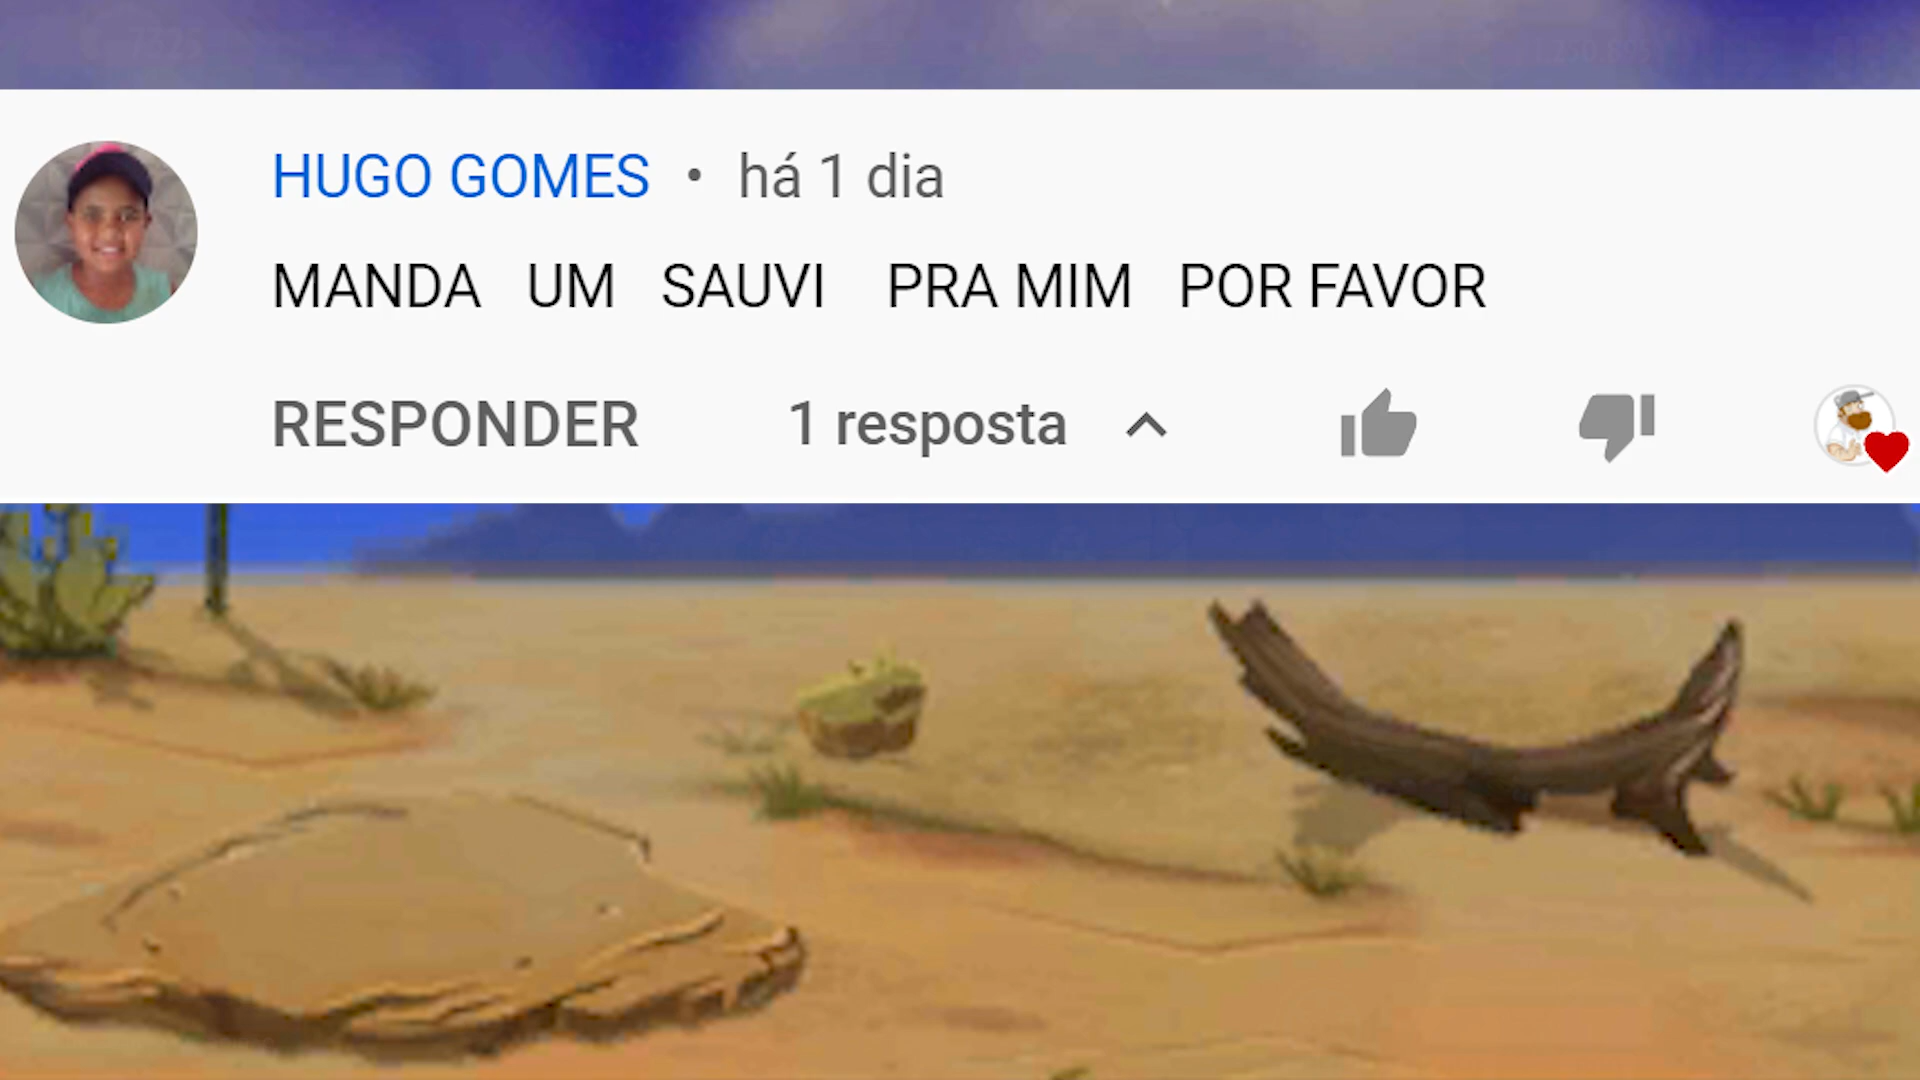 HUGO GOMES • há 1 dia
MANDA UM SAUVI PRA MIM POR FAVOR
RESPONDER 1 resposta